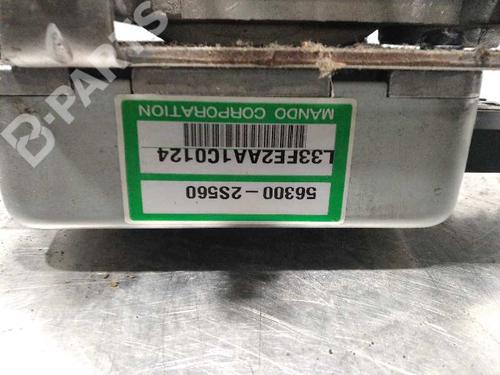 56300-2S560
L33FE2AA1C0124
MANDO CORPORATION
B-PARTS